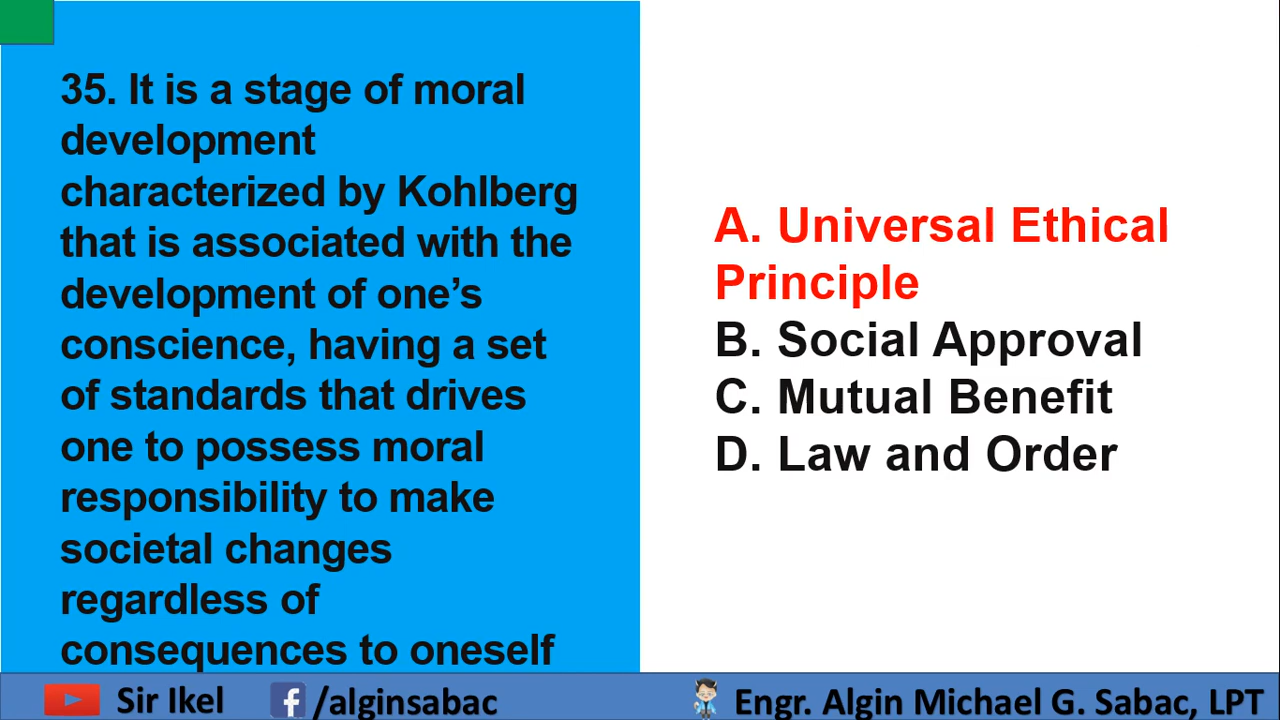 35. It is a stage of moral
development
characterized by Kohlberg
that is associated with the
development of one’s
conscience, having a set
of standards that drives
one to possess moral
responsibility to make
societal changes
regardless of
consequences to oneself
A. Universal Ethical
Principle
B. Social Approval
C. Mutual Benefit
D. Law and Order
Sir Ikel
/alginsabac
Engr. Algin Michael G. Sabac, LPT